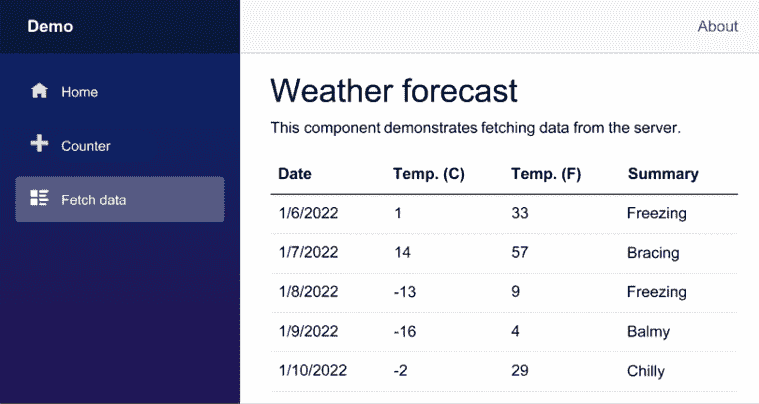 Demo
About
Home
Counter
Fetch data
Weather forecast
This component demonstrates fetching data from the server.
Date Temp. (C) Temp. (F) Summary
1/6/2022 1 33 Freezing
1/7/2022 14 57 Bracing
1/8/2022 -13 9 Freezing
1/9/2022 -16 4 Balmy
1/10/2022 -2 29 Chilly